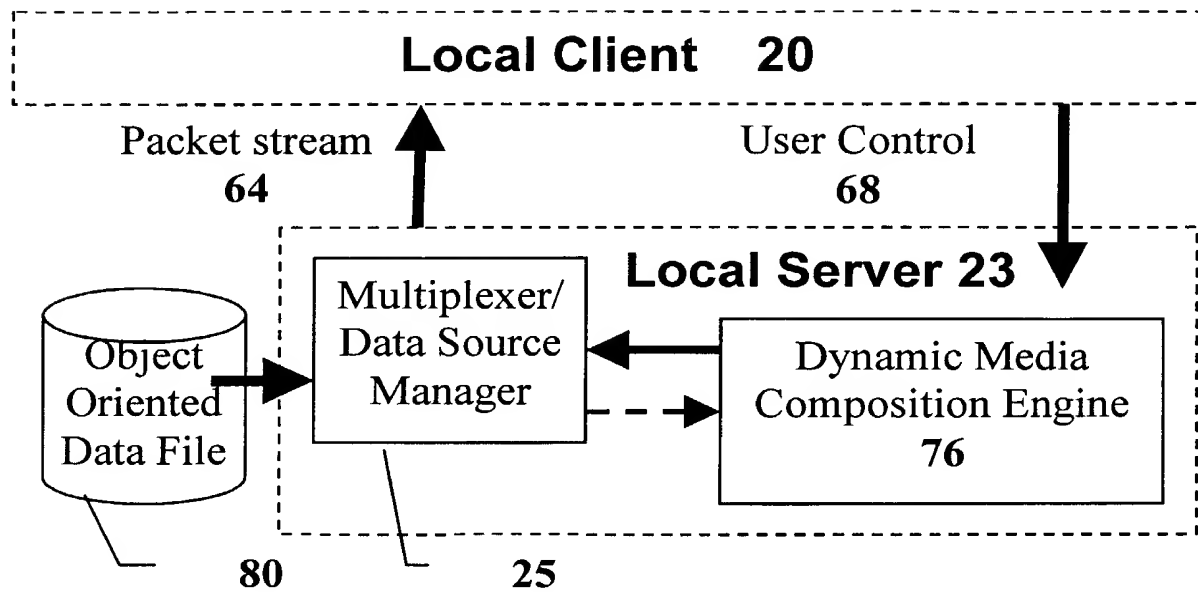 Local Client 20
Packet stream
64
User Control
68
Local Server 23
Multiplexer/
Data Source
Manager
Object
Oriented
Data File
Dynamic Media
Composition Engine
76
80
25